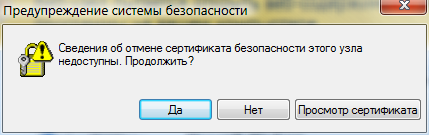 Предупреждение системы безопасности
Сведения об отмене сертификата безопасности этого узла
недоступны. Продолжить?
Да Нет Просмотр сертификата